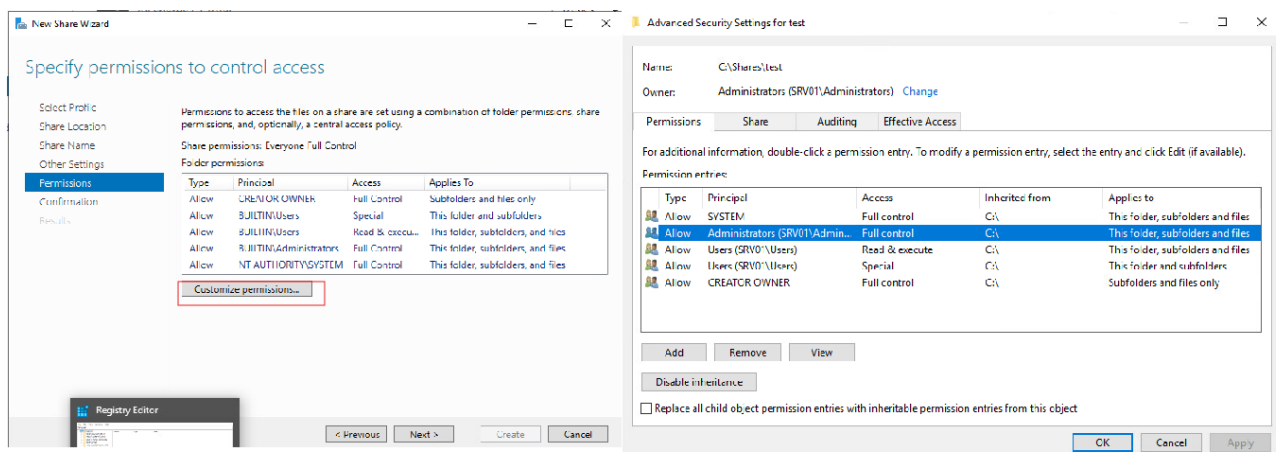 New Share Wizard
Specify permissions to control access
Select Profile
Share Location
Share Name
Other Settings
Permissions
Confirmation
Results
Permissions to access the files on a share are set using a combination of folder permissions, share
permissions, and, optionally, a central access policy.
Share permissions: Everyone Full Control
Folder permissions:
Type Principal Access Applies To
Allow CREATOR OWNER Full Control Subfolders and files only
Allow BUILTIN\Users Special This folder and subfolders
Allow BUILTIN\Users Read & execu... This folder, subfolders, and files
Allow BUILTIN\Administrators Full Control This folder, subfolders, and files
Allow NT AUTHORITY\SYSTEM Full Control This folder, subfolders, and files
Customize permissions...
Registry Editor
< Previous Next > Create Cancel
Advanced Security Settings for test
Name: C:\Shares\test
Owner: Administrators (SRV01\Administrators) Change
Permissions Share Auditing Effective Access
For additional information, double-click a permission entry. To modify a permission entry, select the entry and click Edit (if available).
Permission entries:
Type Principal Access Inherited from Applies to
Allow SYSTEM Full control C:\ This folder, subfolders and files
Allow Administrators (SRV01\Admin... Full control C:\ This folder, subfolders and files
Allow Users (SRV01\Users) Read & execute C:\ This folder, subfolders and files
Allow Users (SRV01\Users) Special C:\ This folder and subfolders
Allow CREATOR OWNER Full control C:\ Subfolders and files only
Add Remove View
Disable inheritance
Replace all child object permission entries with inheritable permission entries from this object
OK Cancel Apply